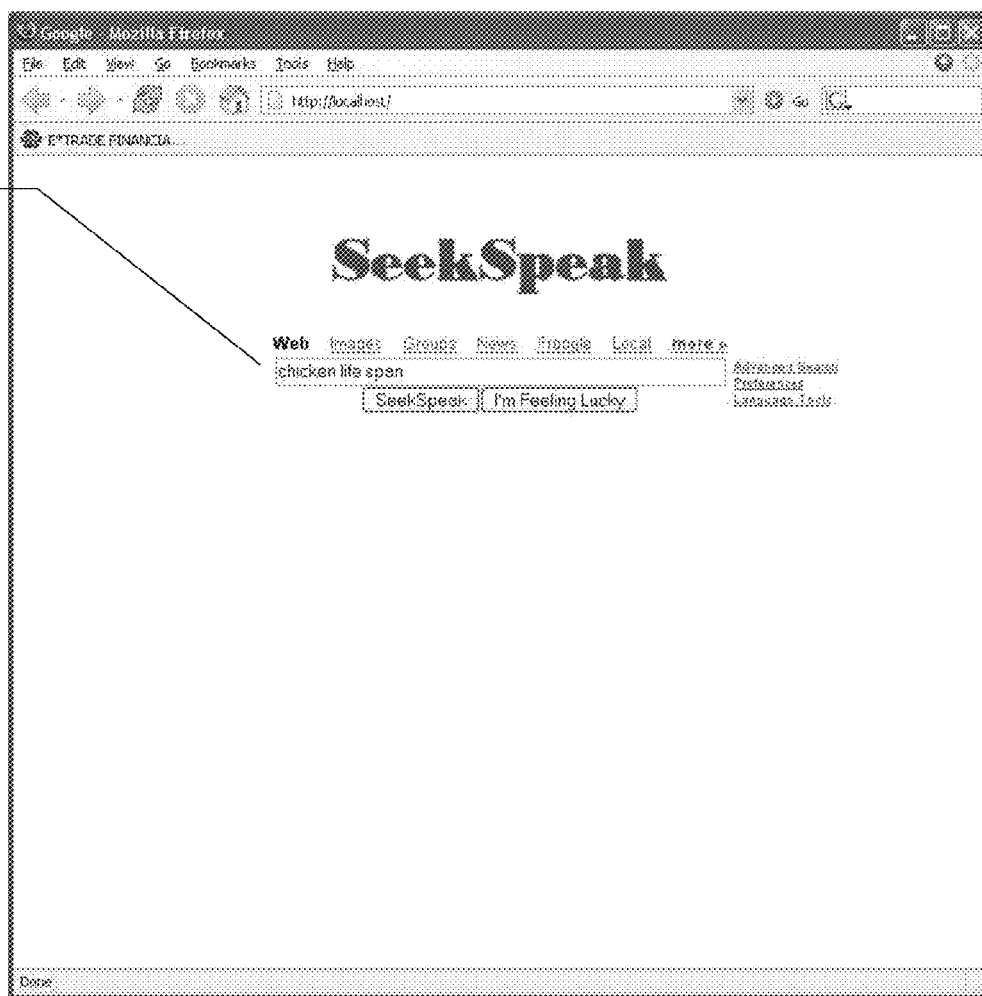 Google - Mozilla Firefox
File Edit View Go Bookmarks Tools Help
http://localhost/ Go
E*TRADE FINANCIA...
SeekSpeak
Web Images Groups News Froogle Local more »
chicken life span
Advanced Search
Preferences
SeekSpeak I'm Feeling Lucky
Language Tools
Done